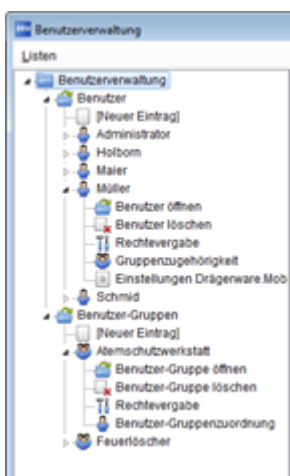 Benutzerverwaltung
Listen
Benutzerverwaltung
Benutzer
[Neuer Eintrag]
Administrator
Holborn
Maier
Müller
Benutzer öffnen
Benutzer löschen
Rechtevergabe
Gruppenzugehörigkeit
Einstellungen Drägerware.Mob
Schmid
Benutzer-Gruppen
[Neuer Eintrag]
Atemschutzwerkstatt
Benutzer-Gruppe öffnen
Benutzer-Gruppe löschen
Rechtevergabe
Benutzer-Gruppenzuordnung
Feuerlöscher